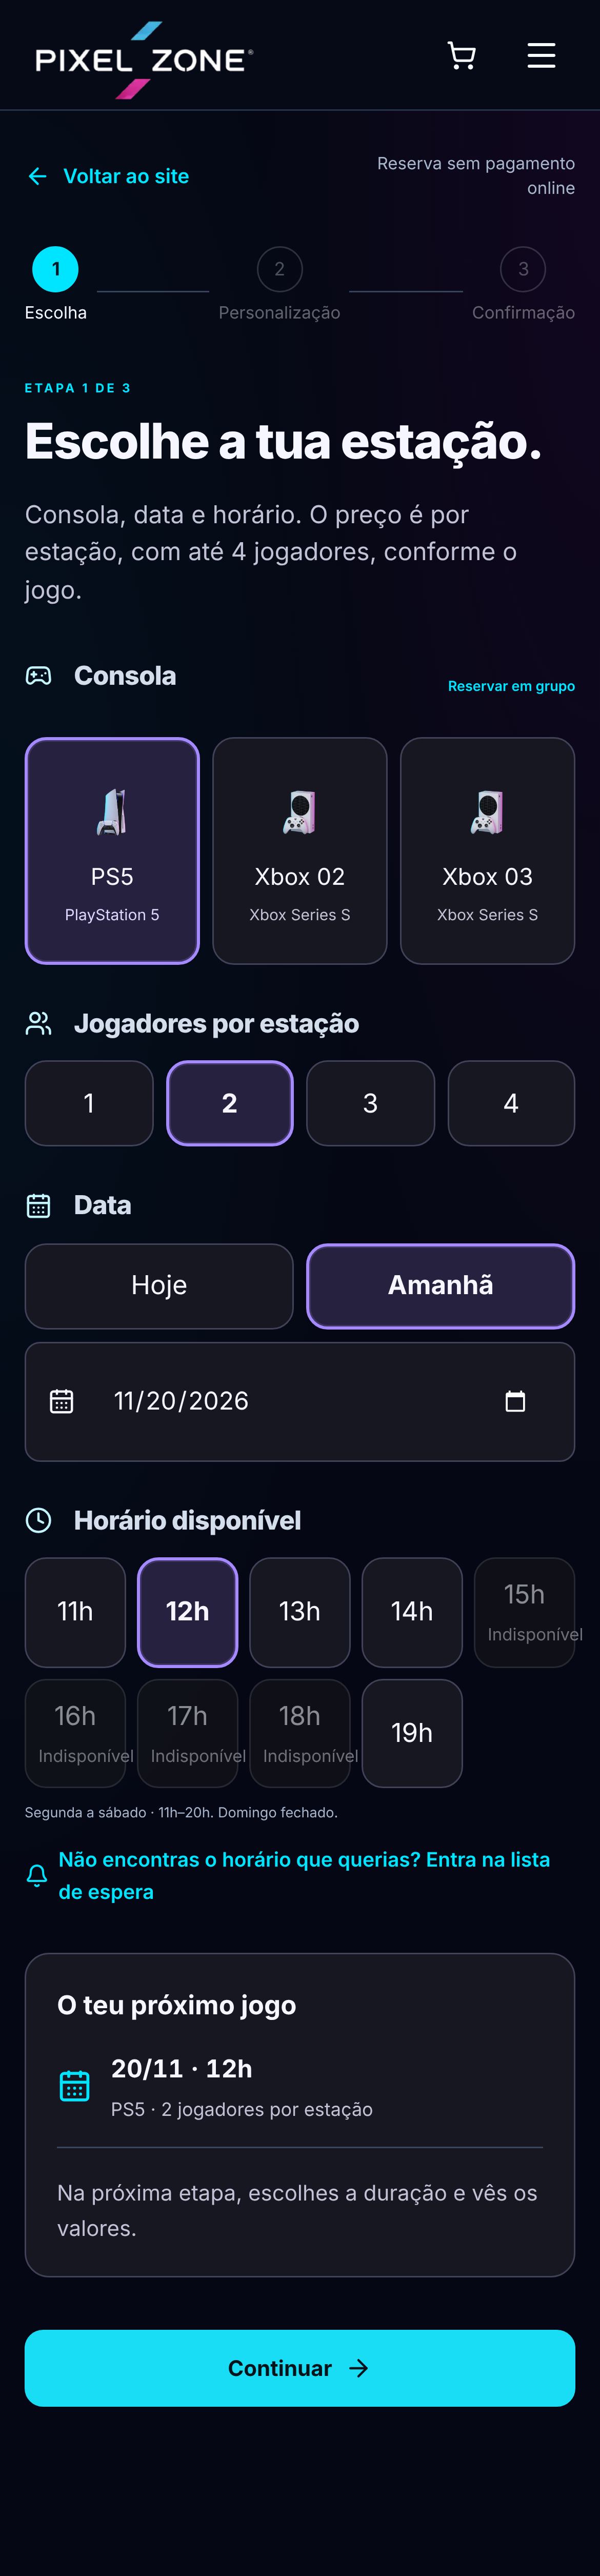 PIXEL ZONE®
Voltar ao site
Reserva sem pagamento
online
1
2
3
Escolha
Personalização
Confirmação
ETAPA 1 DE 3
Escolhe a tua estação.
Consola, data e horário. O preço é por
estação, com até 4 jogadores, conforme o
jogo.
Consola
Reservar em grupo
PS5
PlayStation 5
Xbox 02
Xbox Series S
Xbox 03
Xbox Series S
Jogadores por estação
1
2
3
4
Data
Hoje
Amanhã
11/20/2026
Horário disponível
11h
12h
13h
14h
15h
Indisponível
16h
Indisponível
17h
Indisponível
18h
Indisponível
19h
Segunda a sábado · 11h–20h. Domingo fechado.
Não encontras o horário que querias? Entra na lista
de espera
O teu próximo jogo
20/11 · 12h
PS5 · 2 jogadores por estação
Na próxima etapa, escolhes a duração e vês os
valores.
Continuar